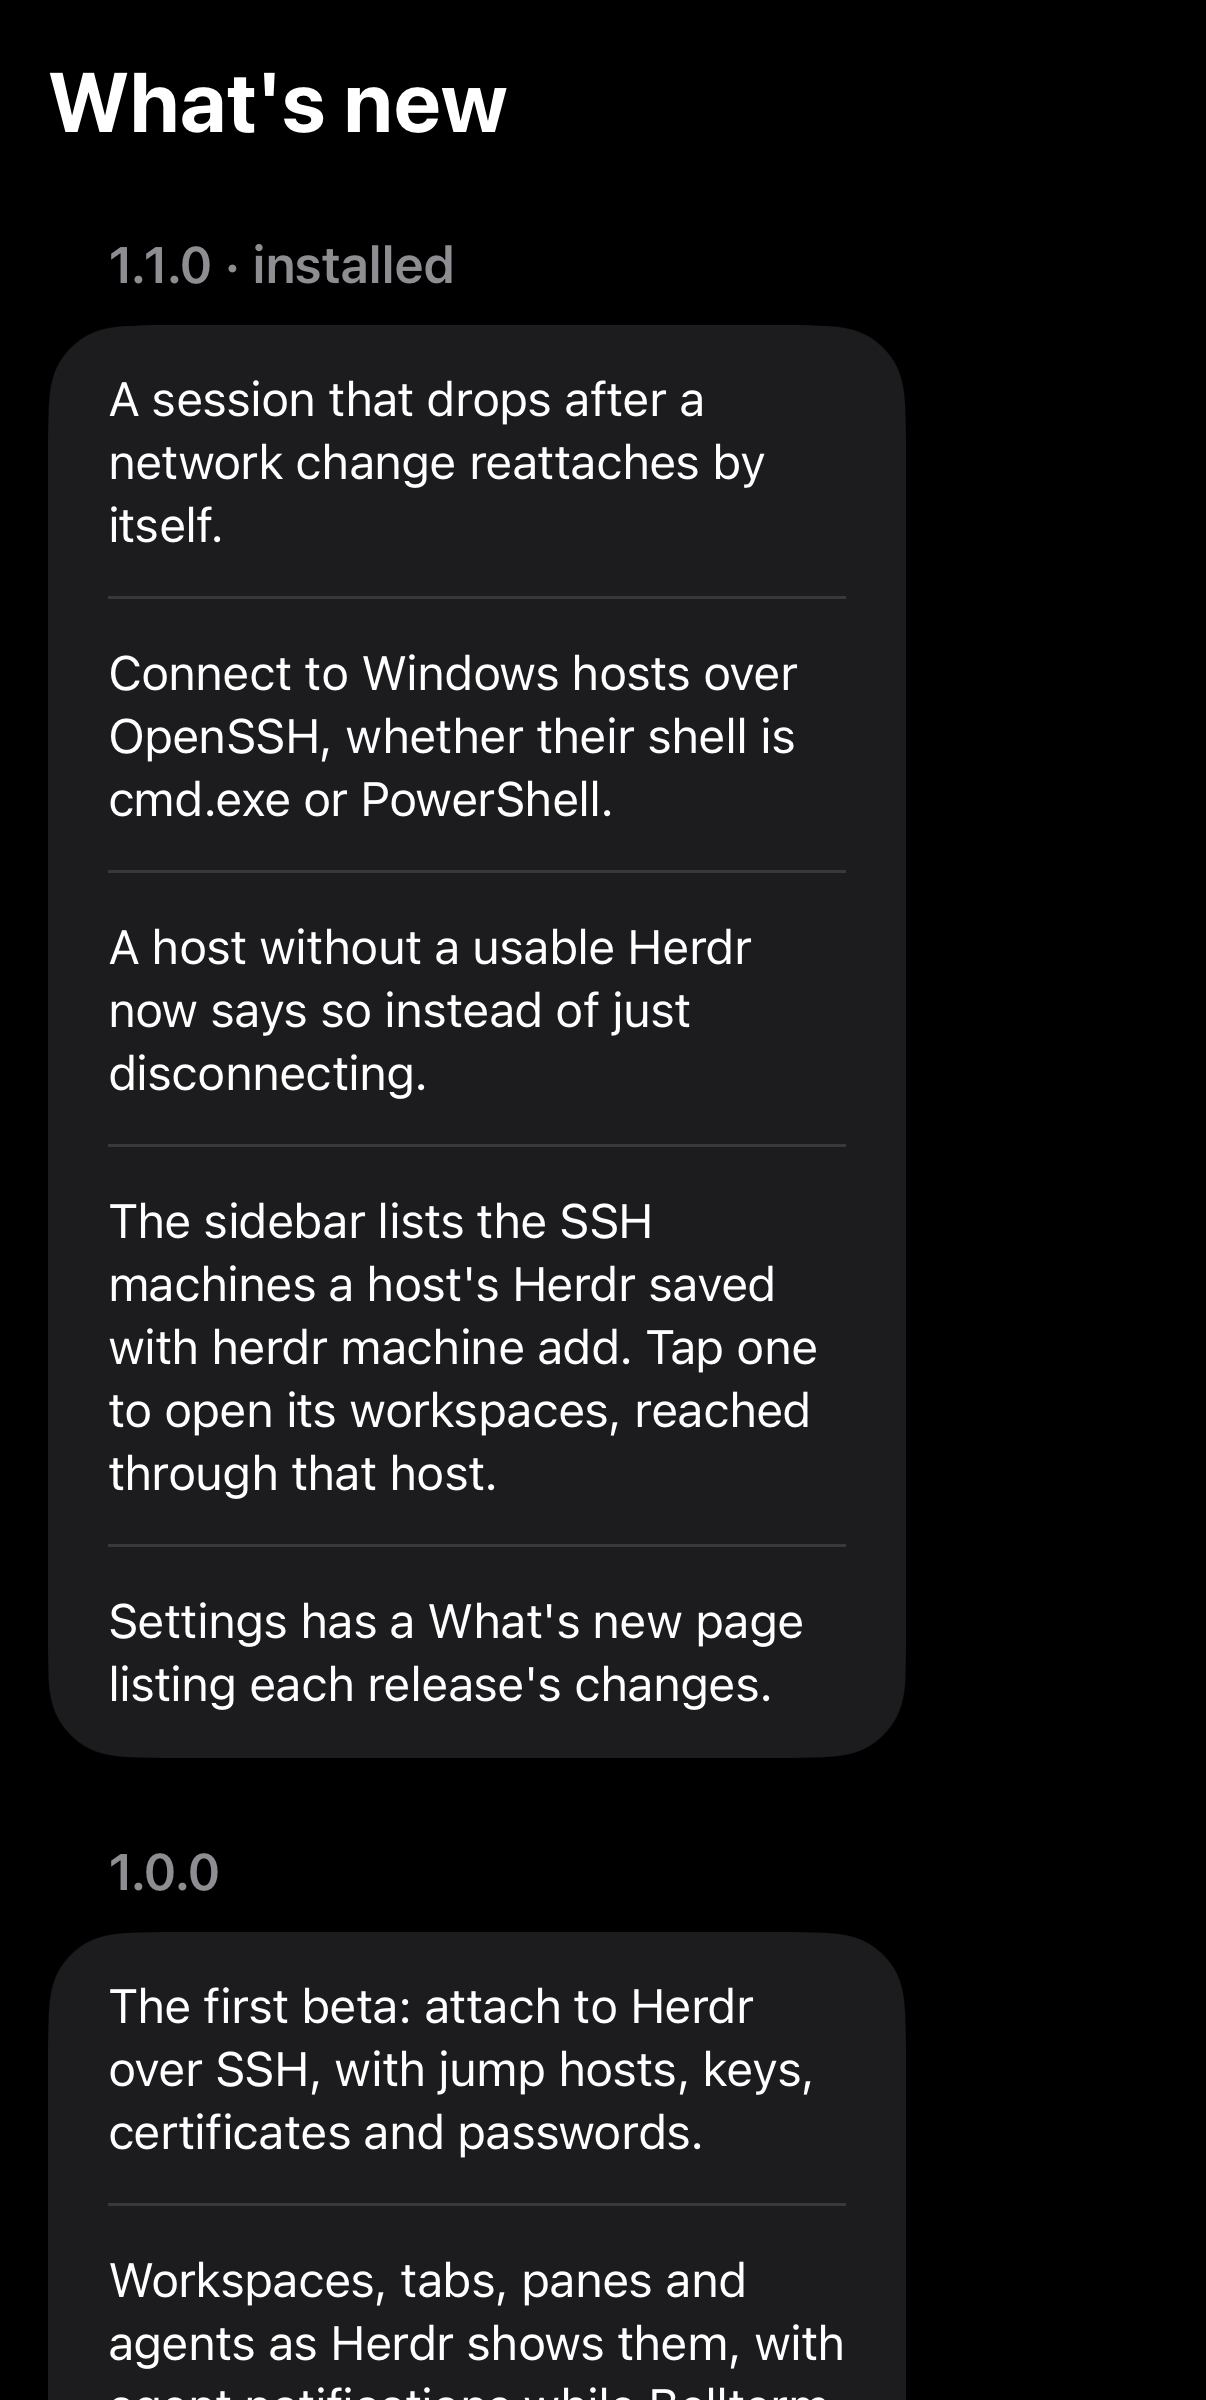 What's new
1.1.0 · installed
A session that drops after a
network change reattaches by
itself.
Connect to Windows hosts over
OpenSSH, whether their shell is
cmd.exe or PowerShell.
A host without a usable Herdr
now says so instead of just
disconnecting.
The sidebar lists the SSH
machines a host's Herdr saved
with herdr machine add. Tap one
to open its workspaces, reached
through that host.
Settings has a What's new page
listing each release's changes.
1.0.0
The first beta: attach to Herdr
over SSH, with jump hosts, keys,
certificates and passwords.
Workspaces, tabs, panes and
agents as Herdr shows them, with
agent notifications while